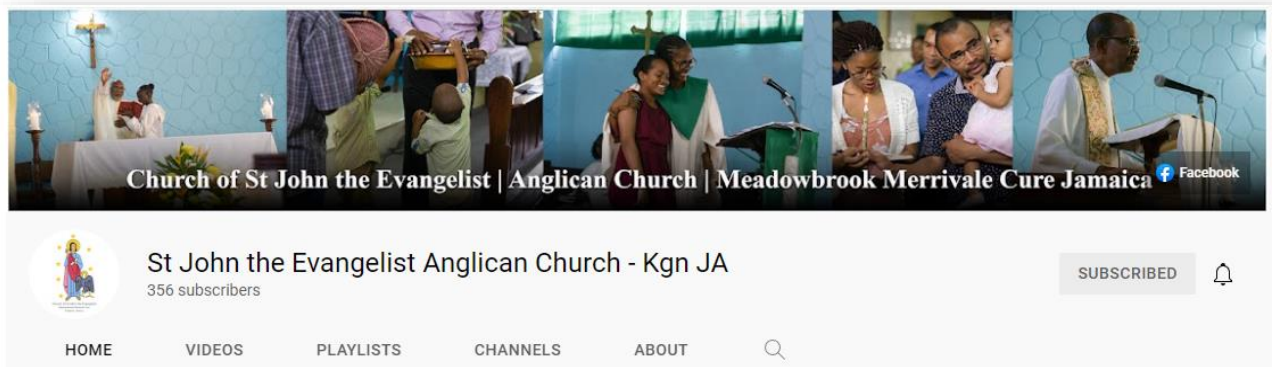 Church of St John the Evangelist | Anglican Church | Meadowbrook Merrivale Cure Jamaica
Facebook
St John the Evangelist Anglican Church - Kgn JA
356 subscribers
SUBSCRIBED
HOME VIDEOS PLAYLISTS CHANNELS ABOUT